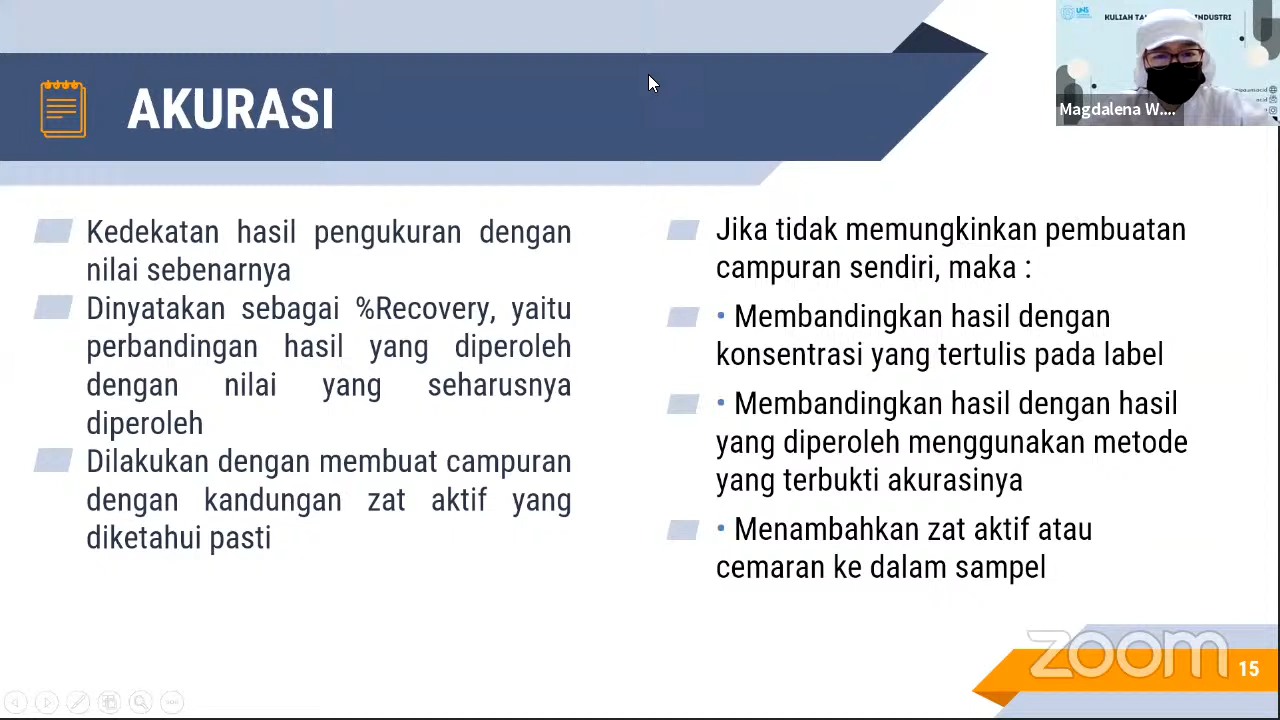 AKURASI
UNS
KULIAH
INDUSTRI
Magdalena W....
Kedekatan hasil pengukuran dengan
nilai sebenarnya
Dinyatakan sebagai %Recovery, yaitu
perbandingan hasil yang diperoleh
dengan nilai yang seharusnya
diperoleh
Dilakukan dengan membuat campuran
dengan kandungan zat aktif yang
diketahui pasti
Jika tidak memungkinkan pembuatan
campuran sendiri, maka :
• Membandingkan hasil dengan
konsentrasi yang tertulis pada label
• Membandingkan hasil dengan hasil
yang diperoleh menggunakan metode
yang terbukti akurasinya
• Menambahkan zat aktif atau
cemaran ke dalam sampel
zoom
15